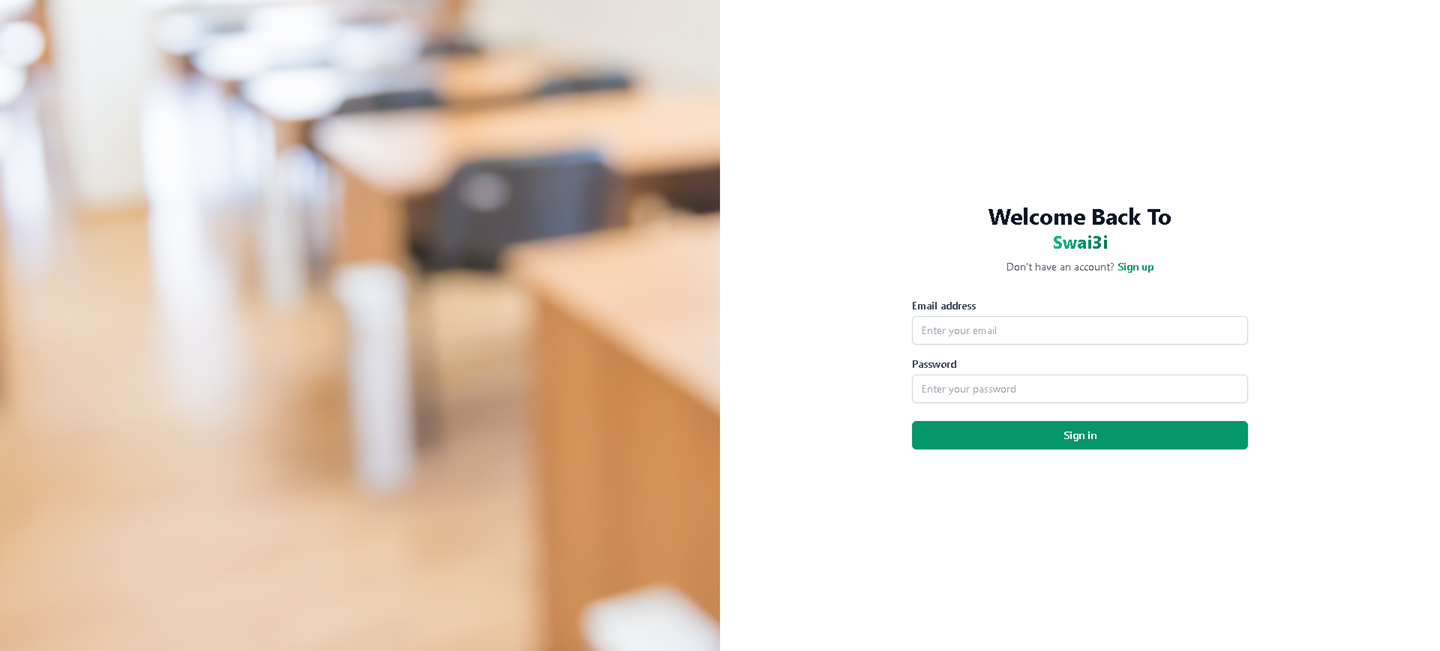 Welcome Back To
Swai3i
Don't have an account? Sign up
Email address
Enter your email
Password
Enter your password
Sign in